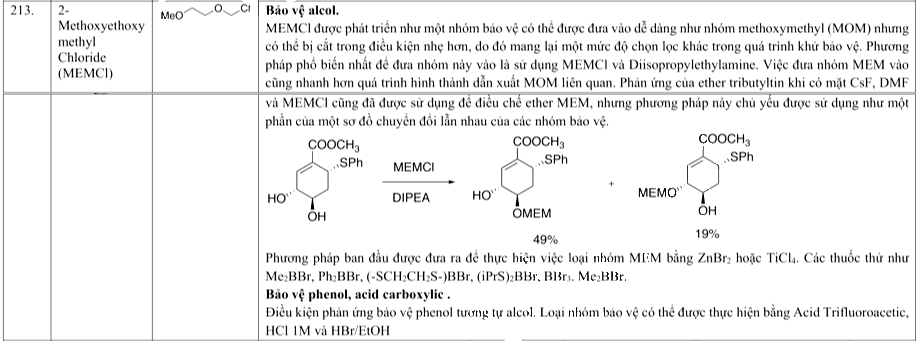 213.
2-
Methoxyethoxy
methyl
Chloride
(MEMCl)
MeO
O
Cl
Bảo vệ alcol.
MEMCl được phát triển như một nhóm bảo vệ có thể được đưa vào dễ dàng như nhóm methoxymethyl (MOM) nhưng
có thể bị cắt trong điều kiện nhẹ hơn, do đó mang lại một mức độ chọn lọc khác trong quá trình khử bảo vệ. Phương
pháp phổ biến nhất để đưa nhóm này vào là sử dụng MEMCl và Diisopropylethylamine. Việc đưa nhóm MEM vào
cũng nhanh hơn quá trình hình thành dẫn xuất MOM liên quan. Phản ứng của ether tributyltin khi có mặt CsF, DMF
và MEMCl cũng đã được sử dụng để điều chế ether MEM, nhưng phương pháp này chủ yếu được sử dụng như một
phần của một sơ đồ chuyển đổi lẫn nhau của các nhóm bảo vệ.
COOCH3
SPh
HO
OH
MEMCl
DIPEA
COOCH3
SPh
HO
OMEM
49%
+
COOCH3
SPh
MEMO
OH
19%
Phương pháp ban đầu được đưa ra để thực hiện việc loại nhóm MEM bằng ZnBr2 hoặc TiCl4. Các thuốc thử như
Me2BBr, Ph2BBr, (-SCH2CH2S-)BBr, (iPrS)2BBr, BBr3, Me2BBr.
Bảo vệ phenol, acid carboxylic .
Điều kiện phản ứng bảo vệ phenol tương tự alcol. Loại nhóm bảo vệ có thể được thực hiện bằng Acid Trifluoroacetic,
HCl 1M và HBr/EtOH